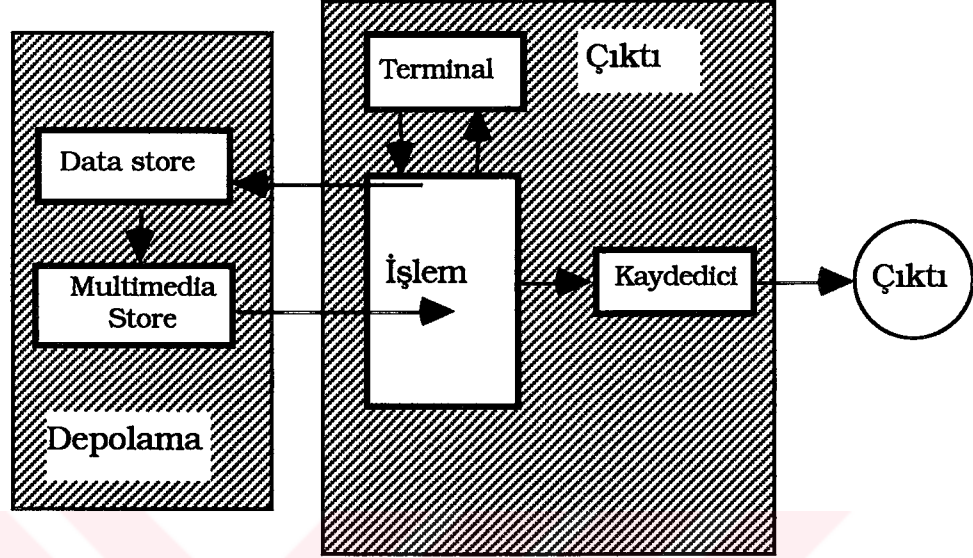 Terminal
Çıktı
Data store
Multimedia
Store
İşlem
Kaydedici
Çıktı
Depolama